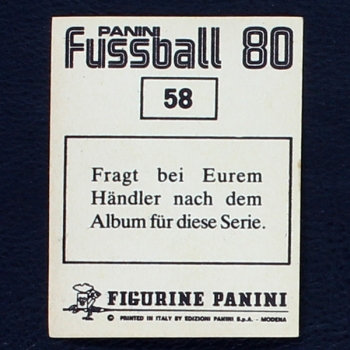 PANINI
Fussball 80
58
Fragt bei Eurem
Händler nach dem
Album für diese Serie.
FIGURINE PANINI
© PRINTED IN ITALY BY EDIZIONI PANINI S.p.A. - MODENA